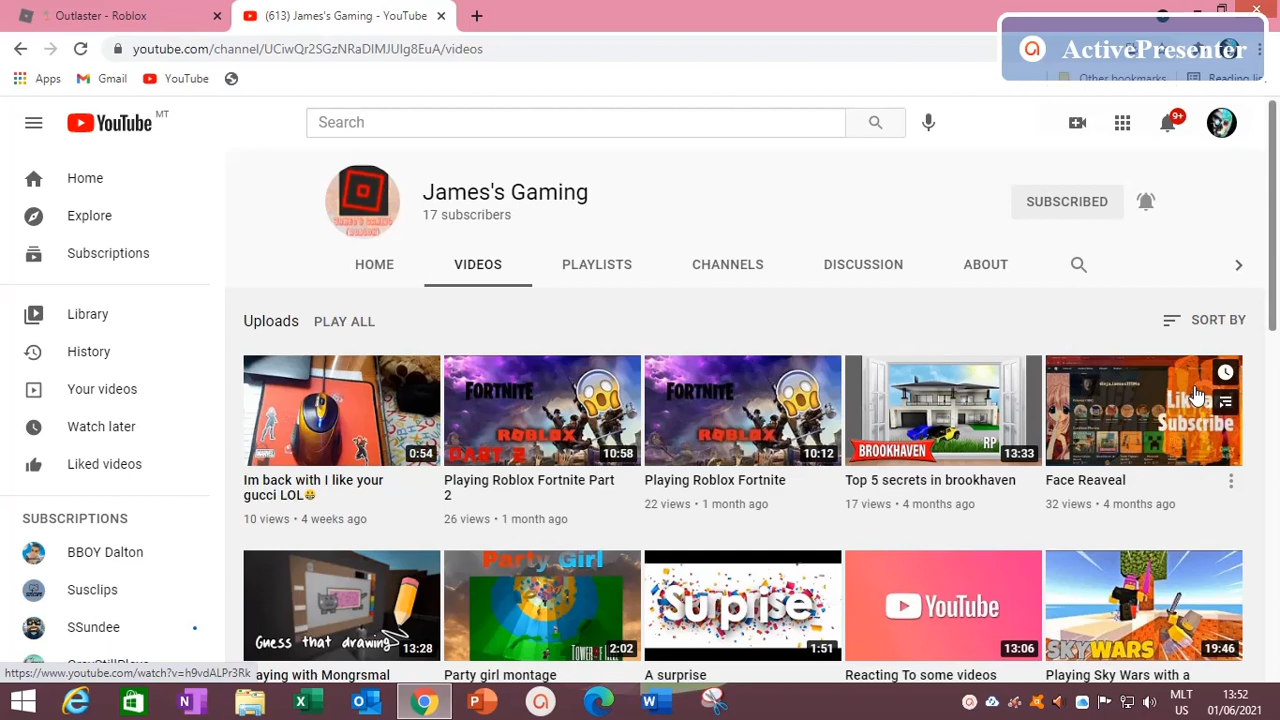 Outlaster - Roblox
(613) James's Gaming - YouTube
youtube.com/channel/UCiwQr2SGzNRaDIMJUIg8EuA/videos
ActivePresenter
Apps Gmail YouTube
Other bookmarks Reading
YouTube MT
Search
9+
Home
Explore
Subscriptions
Library
History
Your videos
Watch later
Liked videos
SUBSCRIPTIONS
BBOY Dalton
Susclips
SSundee
James's Gaming
17 subscribers
SUBSCRIBED
HOME VIDEOS PLAYLISTS CHANNELS DISCUSSION ABOUT
Uploads PLAY ALL
SORT BY
0:54
Im back with I like your
gucci LOL😀
10 views • 4 weeks ago
FORTNITE
ROBLOX
PART 2
10:58
Playing Roblox Fortnite Part
2
26 views • 1 month ago
FORTNITE
ROBLOX
10:12
Playing Roblox Fortnite
22 views • 1 month ago
BROOKHAVEN RP
13:33
Top 5 secrets in brookhaven
17 views • 4 months ago
Subscribe
Face Reaveal
32 views • 4 months ago
Guess that drawing
13:28
Playing with Mongrsmal
Party Girl
TOWER OF
2:02
Party girl montage
Surprise
1:51
A surprise
YouTube
13:06
Reacting To some videos
SKYWARS
19:46
Playing Sky Wars with a
https://www.youtube.com/watch?v=h9vdALPr3Rk
MLT
US
13:52
01/06/2021